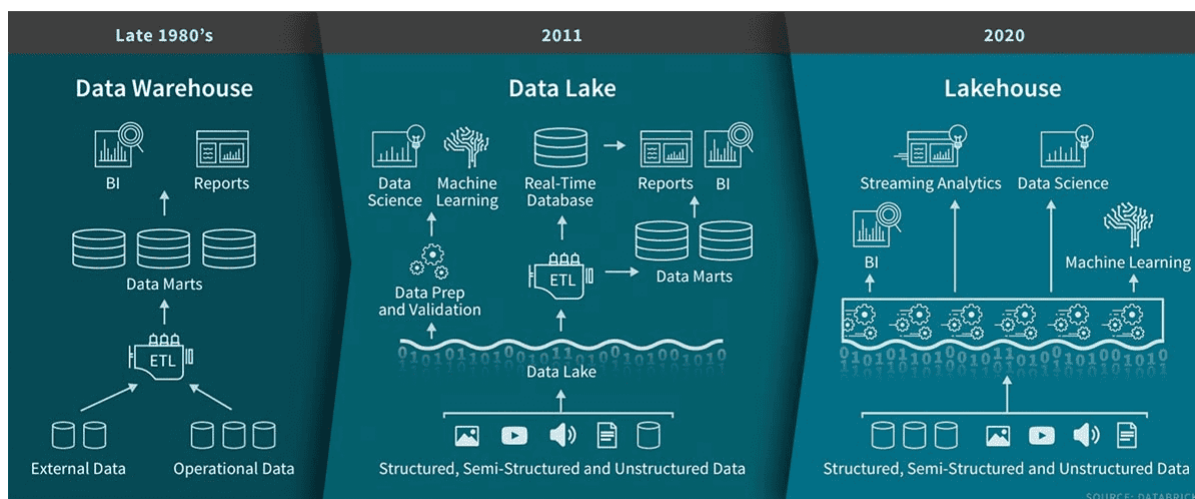 Late 1980's
Data Warehouse
BI
Reports
Data Marts
ETL
External Data
Operational Data
2011
Data Lake
Data
Science
Machine
Learning
Real-Time
Database
Reports
BI
Data Prep
and Validation
ETL
Data Marts
Data Lake
Structured, Semi-Structured and Unstructured Data
2020
Lakehouse
Streaming Analytics
Data Science
BI
Machine Learning
Structured, Semi-Structured and Unstructured Data
SOURCE: DATABRICK